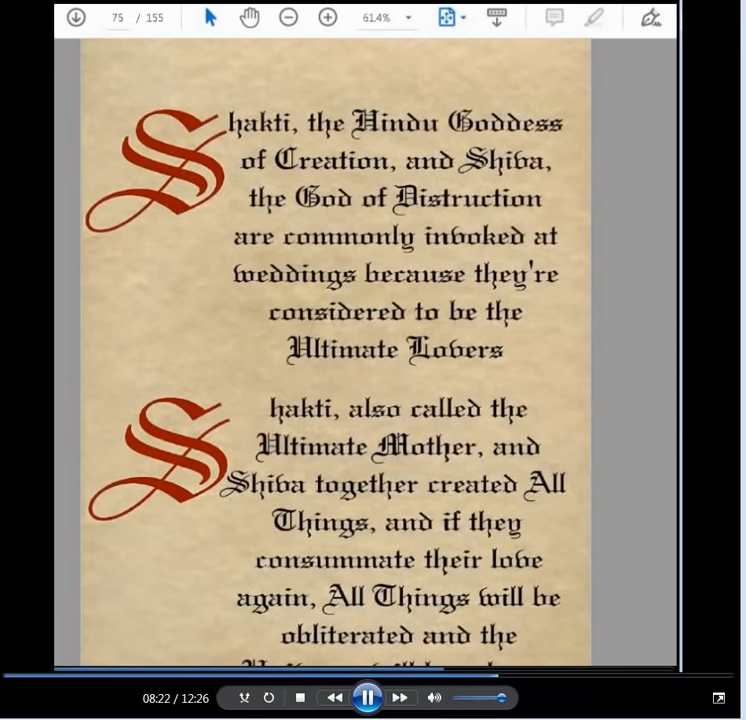 75 / 155
61.4%
Shakti, the Hindu Goddess
of Creation, and Shiva,
the God of Distruction
are commonly invoked at
weddings because they're
considered to be the
Ultimate Lovers
Shakti, also called the
Ultimate Mother, and
Shiva together created All
Things, and if they
consummate their love
again, All Things will be
obliterated and the
08:22 / 12:26